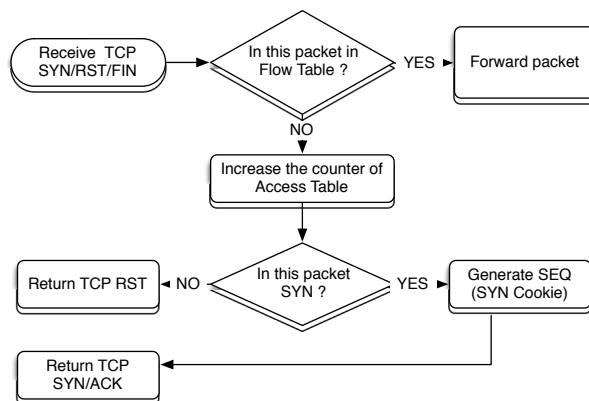 Receive TCP
SYN/RST/FIN
In this packet in
Flow Table ?
YES
Forward packet
NO
Increase the counter of
Access Table
Return TCP RST
NO
In this packet
SYN ?
YES
Generate SEQ
(SYN Cookie)
Return TCP
SYN/ACK